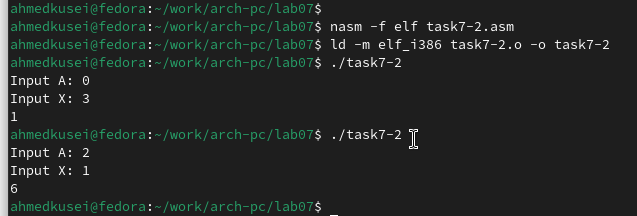 ahmedkusei@fedora:~/work/arch-pc/lab07$
ahmedkusei@fedora:~/work/arch-pc/lab07$ nasm -f elf task7-2.asm
ahmedkusei@fedora:~/work/arch-pc/lab07$ ld -m elf_i386 task7-2.o -o task7-2
ahmedkusei@fedora:~/work/arch-pc/lab07$ ./task7-2
Input A: 0
Input X: 3
1
ahmedkusei@fedora:~/work/arch-pc/lab07$ ./task7-2
Input A: 2
Input X: 1
6
ahmedkusei@fedora:~/work/arch-pc/lab07$